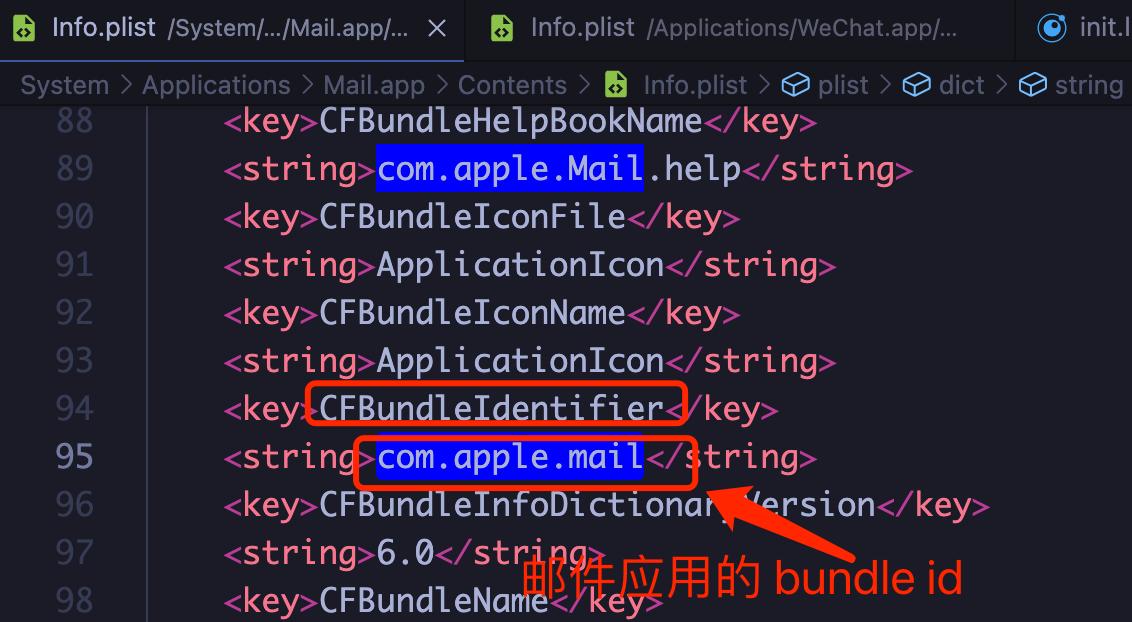 Info.plist /System/.../Mail.app/... Info.plist /Applications/WeChat.app/... init.l
System > Applications > Mail.app > Contents > Info.plist > plist > dict > string
88 <key>CFBundleHelpBookName</key>
89 <string>com.apple.Mail.help</string>
90 <key>CFBundleIconFile</key>
91 <string>ApplicationIcon</string>
92 <key>CFBundleIconName</key>
93 <string>ApplicationIcon</string>
94 <key>CFBundleIdentifier</key>
95 <string>com.apple.mail</string>
96 <key>CFBundleInfoDictionaryVersion</key>
97 <string>6.0</string>
邮件应用的 bundle id
98 <key>CFBundleName</key>